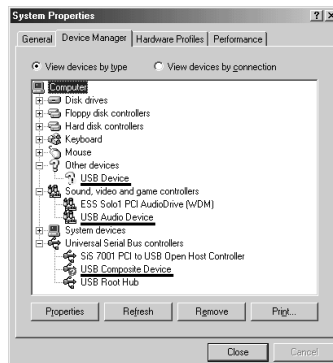 System Properties
General Device Manager Hardware Profiles Performance
View devices by type View devices by connection
Computer
Disk drives
Floppy disk controllers
Hard disk controllers
Keyboard
Mouse
Other devices
USB Device
Sound, video and game controllers
ESS Solo1 PCI AudioDrive (WDM)
USB Audio Device
System devices
Universal Serial Bus controllers
SiS 7001 PCI to USB Open Host Controller
USB Composite Device
USB Root Hub
Properties Refresh Remove Print...
Close Cancel